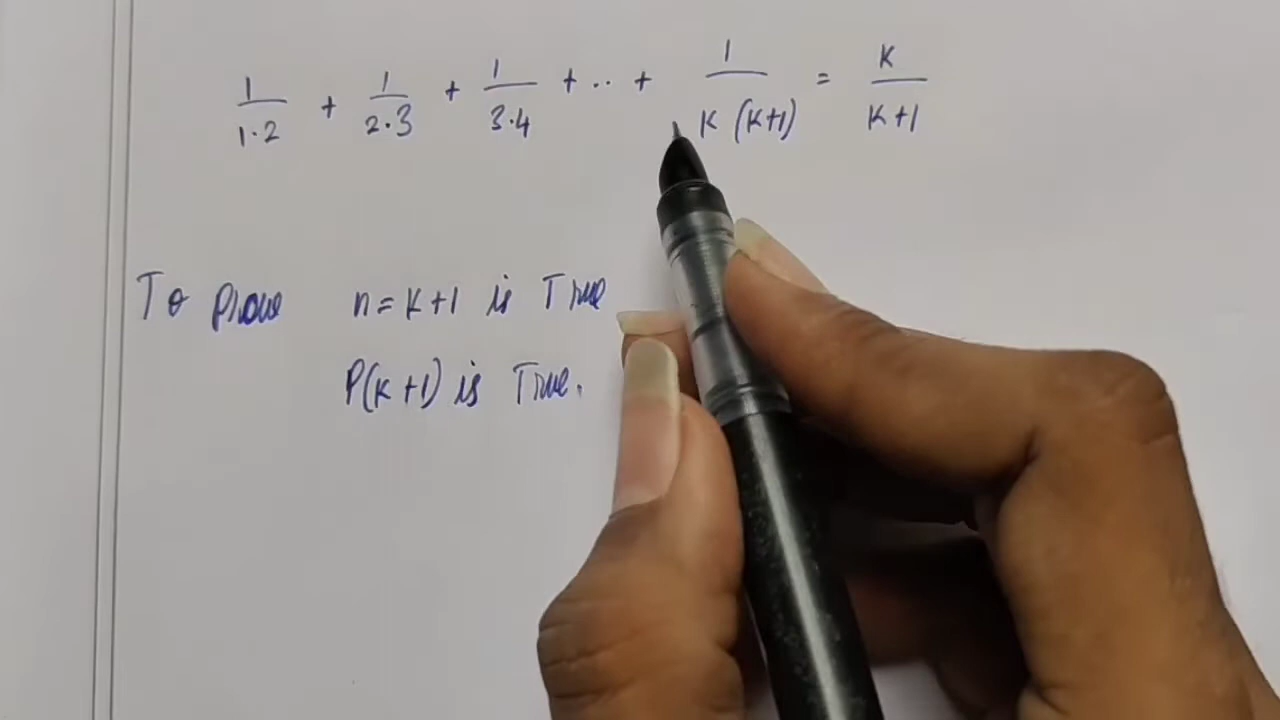 1/1·2 + 1/2·3 + 1/3·4 + .. + 1/K(K+1) = K/K+1
To prove n = K+1 is True
P(K+1) is True.